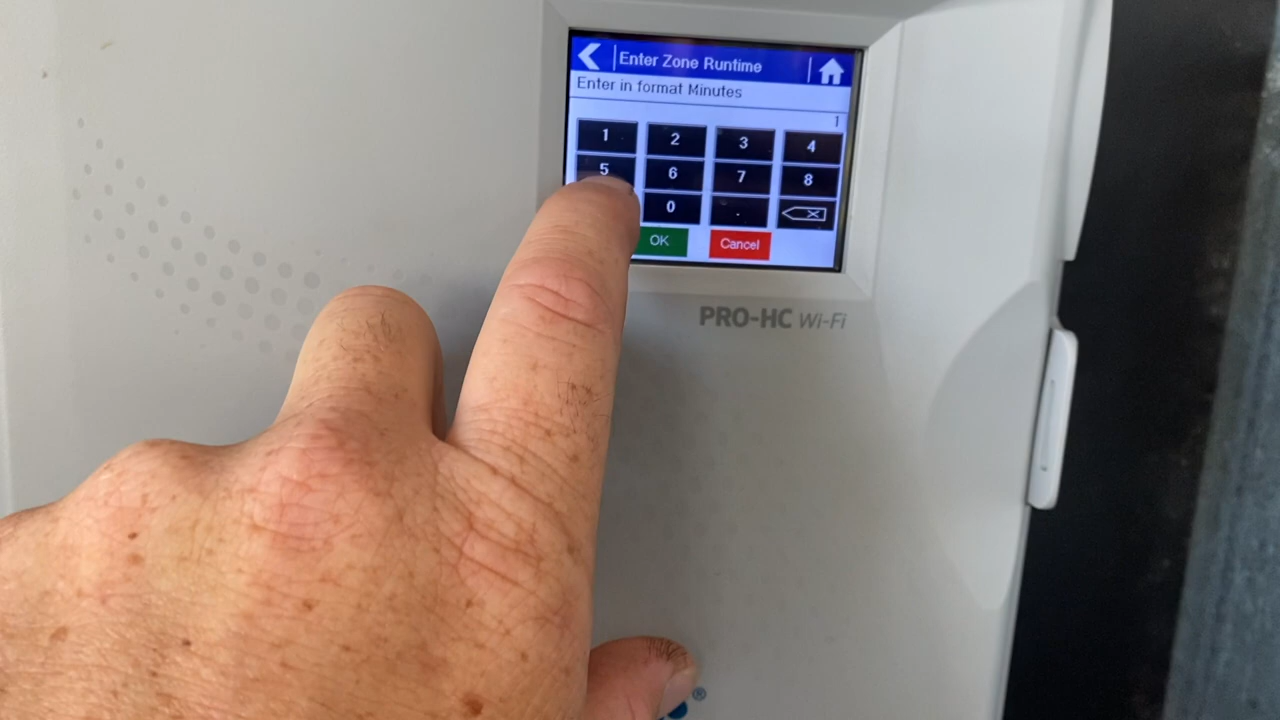 Enter Zone Runtime
Enter in format Minutes
1
1 2 3 4
5 6 7 8
0 .
OK Cancel
PRO-HC Wi-Fi
®